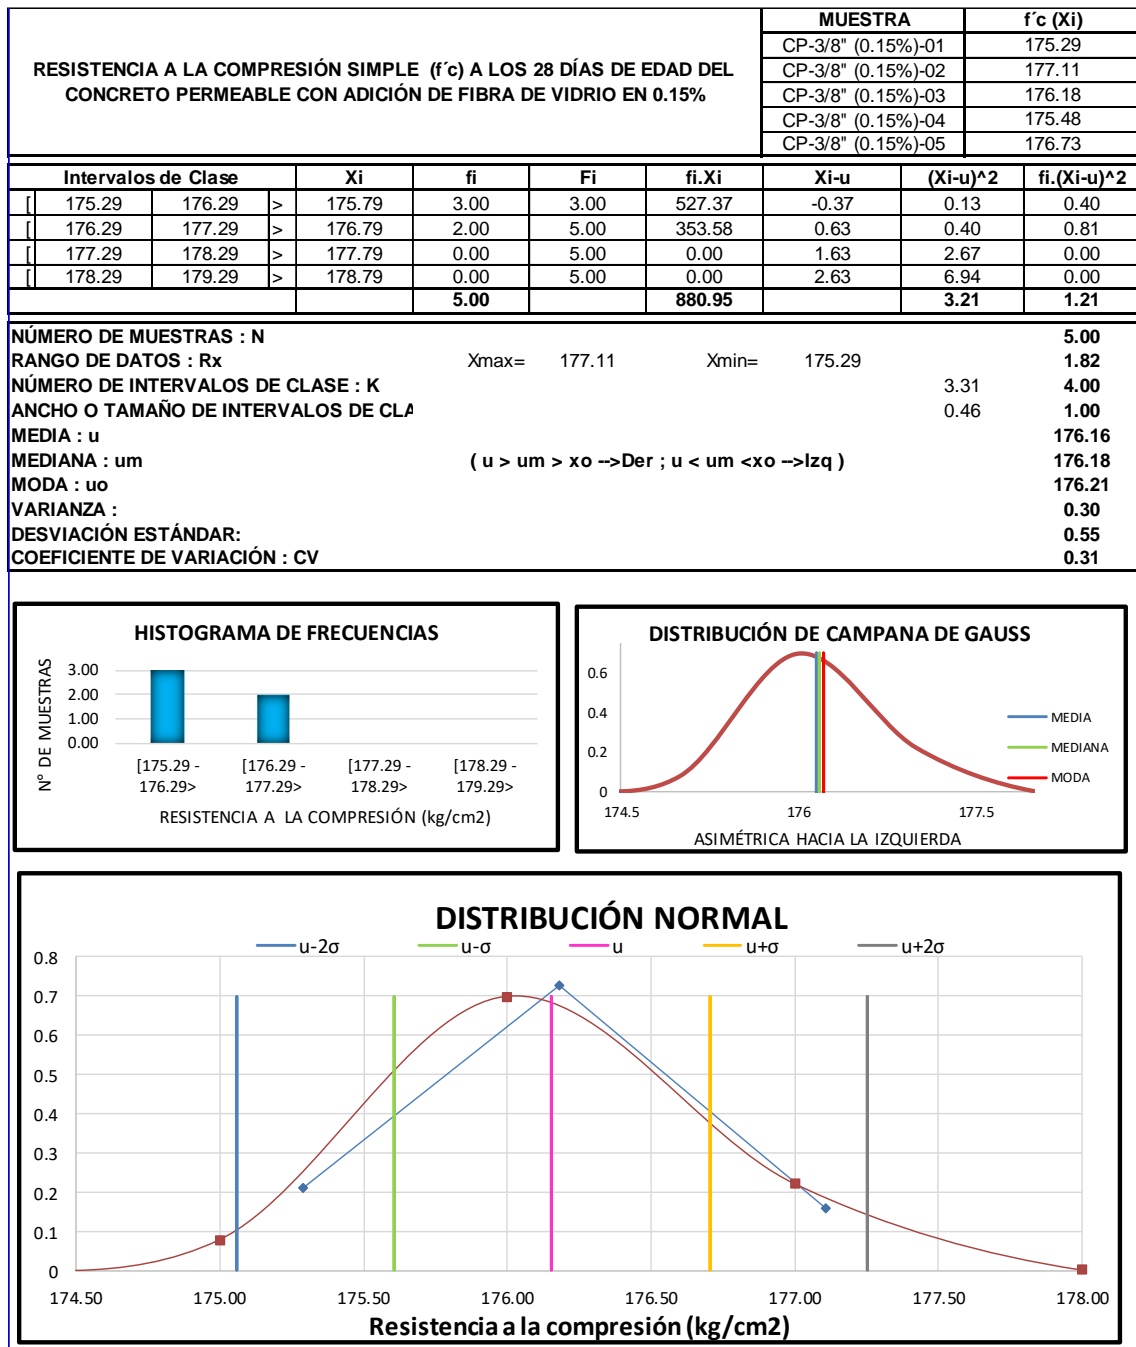 MUESTRA f´c (Xi)
CP-3/8" (0.15%)-01 175.29
CP-3/8" (0.15%)-02 177.11
CP-3/8" (0.15%)-03 176.18
CP-3/8" (0.15%)-04 175.48
CP-3/8" (0.15%)-05 176.73
RESISTENCIA A LA COMPRESIÓN SIMPLE (f´c) A LOS 28 DÍAS DE EDAD DEL
CONCRETO PERMEABLE CON ADICIÓN DE FIBRA DE VIDRIO EN 0.15%
Intervalos de Clase Xi fi Fi fi.Xi Xi-u (Xi-u)^2 fi.(Xi-u)^2
[ 175.29 176.29 > 175.79 3.00 3.00 527.37 -0.37 0.13 0.40
[ 176.29 177.29 > 176.79 2.00 5.00 353.58 0.63 0.40 0.81
[ 177.29 178.29 > 177.79 0.00 5.00 0.00 1.63 2.67 0.00
[ 178.29 179.29 > 178.79 0.00 5.00 0.00 2.63 6.94 0.00
5.00 880.95 3.21 1.21
NÚMERO DE MUESTRAS : N 5.00
RANGO DE DATOS : Rx Xmax= 177.11 Xmin= 175.29 1.82
NÚMERO DE INTERVALOS DE CLASE : K 3.31 4.00
ANCHO O TAMAÑO DE INTERVALOS DE CLA 0.46 1.00
MEDIA : u 176.16
MEDIANA : um ( u > um > xo -->Der ; u < um <xo -->Izq ) 176.18
MODA : uo 176.21
VARIANZA : 0.30
DESVIACIÓN ESTÁNDAR: 0.55
COEFICIENTE DE VARIACIÓN : CV 0.31
HISTOGRAMA DE FRECUENCIAS
N° DE MUESTRAS
3.00
2.00
1.00
0.00
[175.29 - [176.29 - [177.29 - [178.29 -
176.29> 177.29> 178.29> 179.29>
RESISTENCIA A LA COMPRESIÓN (kg/cm2)
DISTRIBUCIÓN DE CAMPANA DE GAUSS
0.6
0.4
0.2
0
174.5 176 177.5
MEDIA
MEDIANA
MODA
ASIMÉTRICA HACIA LA IZQUIERDA
DISTRIBUCIÓN NORMAL
u-2σ u-σ u u+σ u+2σ
0.8
0.7
0.6
0.5
0.4
0.3
0.2
0.1
0
174.50 175.00 175.50 176.00 176.50 177.00 177.50 178.00
Resistencia a la compresión (kg/cm2)